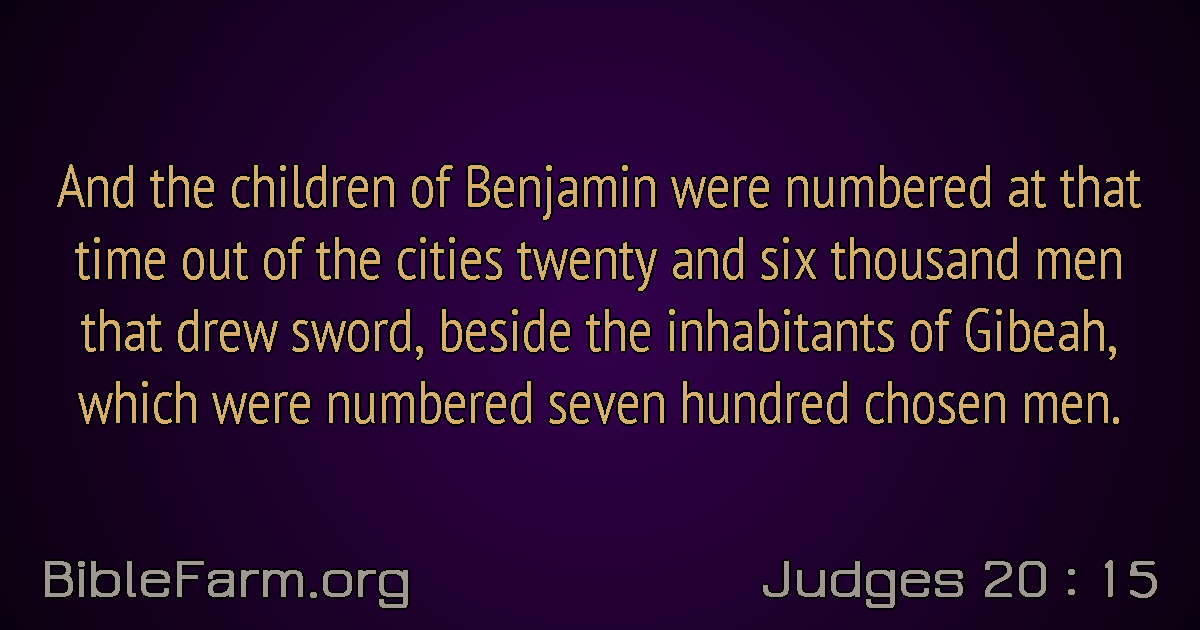 And the children of Benjamin were numbered at that
time out of the cities twenty and six thousand men
that drew sword, beside the inhabitants of Gibeah,
which were numbered seven hundred chosen men.
BibleFarm.org
Judges 20 : 15